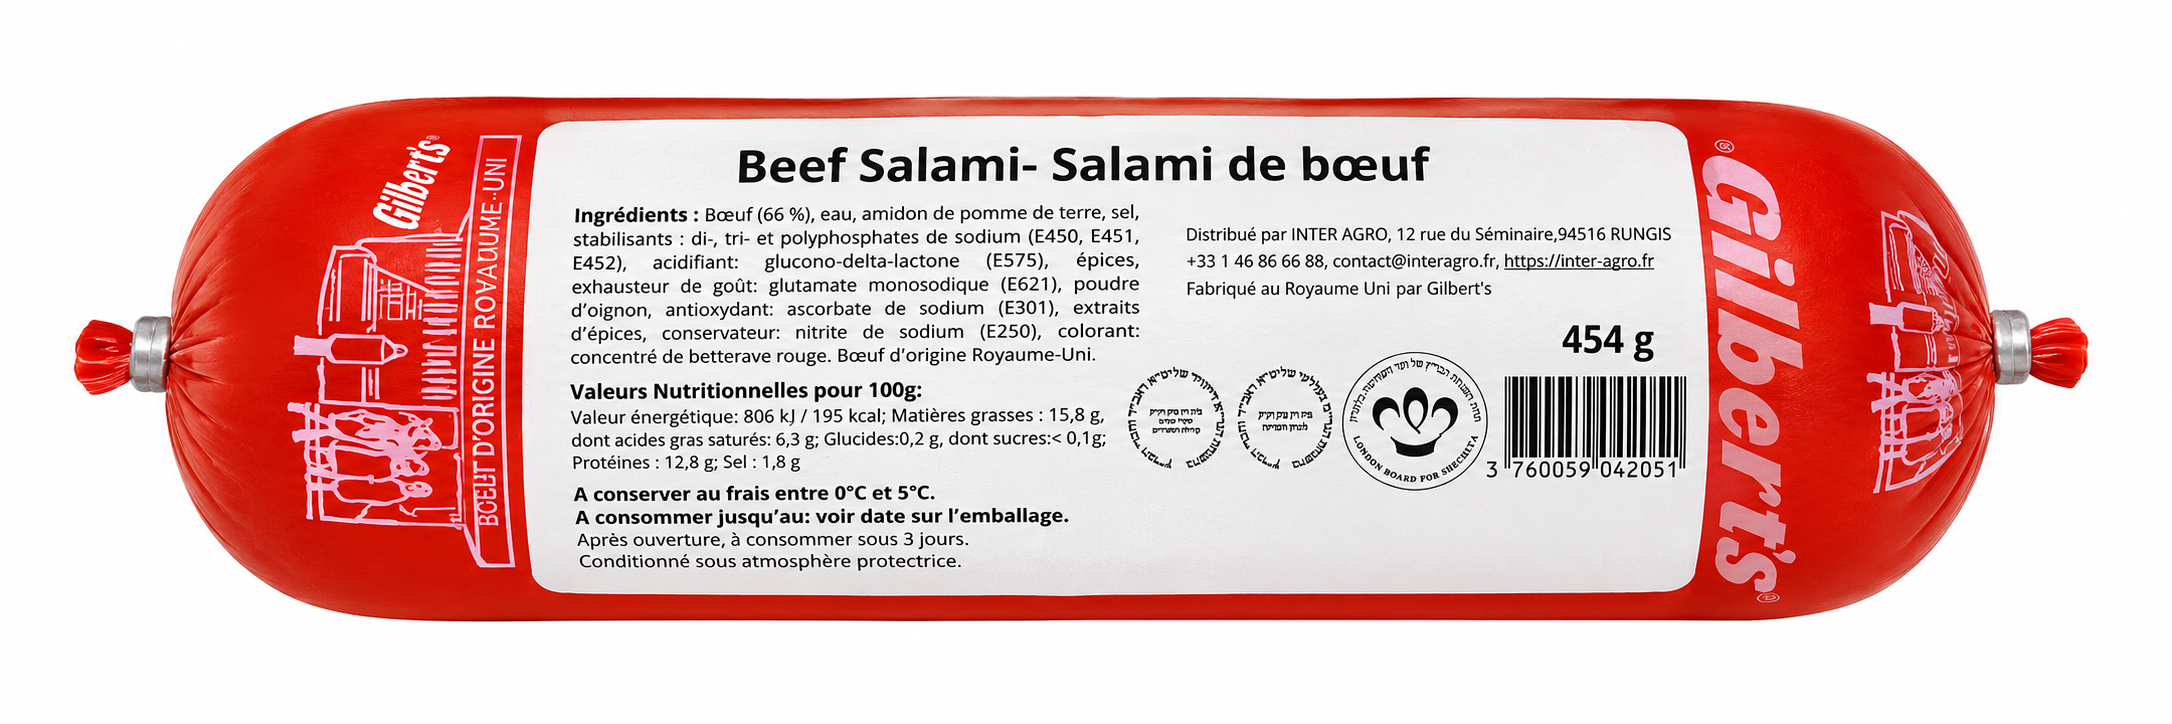 Gilbert's®
BŒUF D'ORIGINE ROYAUME-UNI
Beef Salami- Salami de bœuf
Ingrédients : Bœuf (66 %), eau, amidon de pomme de terre, sel,
stabilisants : di-, tri- et polyphosphates de sodium (E450, E451,
E452), acidifiant: glucono-delta-lactone (E575), épices,
exhausteur de goût: glutamate monosodique (E621), poudre
d’oignon, antioxydant: ascorbate de sodium (E301), extraits
d’épices, conservateur: nitrite de sodium (E250), colorant:
concentré de betterave rouge. Bœuf d’origine Royaume-Uni.
Valeurs Nutritionnelles pour 100g:
Valeur énergétique: 806 kJ / 195 kcal; Matières grasses : 15,8 g,
dont acides gras saturés: 6,3 g; Glucides:0,2 g, dont sucres:< 0,1g;
Protéines : 12,8 g; Sel : 1,8 g
A conserver au frais entre 0°C et 5°C.
A consommer jusqu’au: voir date sur l’emballage.
Après ouverture, à consommer sous 3 jours.
Conditionné sous atmosphère protectrice.
Distribué par INTER AGRO, 12 rue du Séminaire,94516 RUNGIS
+33 1 46 86 66 88, contact@interagro.fr, https://inter-agro.fr
Fabriqué au Royaume Uni par Gilbert's
454 g
LONDON BOARD FOR SHECHITA
3 760059 042051
Gilbert's®